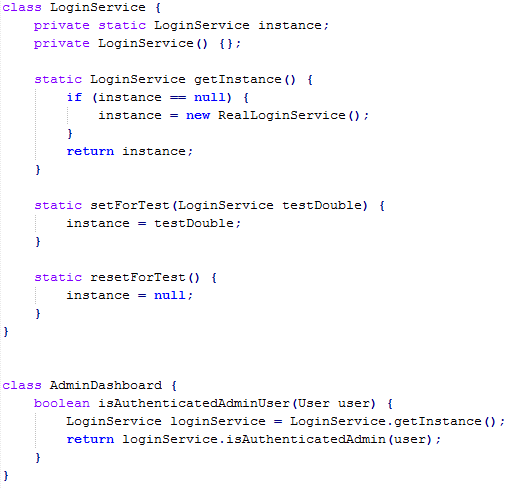 class LoginService {
    private static LoginService instance;
    private LoginService() {};

    static LoginService getInstance() {
        if (instance == null) {
            instance = new RealLoginService();
        }
        return instance;
    }

    static setForTest(LoginService testDouble) {
        instance = testDouble;
    }

    static resetForTest() {
        instance = null;
    }
}


class AdminDashboard {
    boolean isAuthenticatedAdminUser(User user) {
        LoginService loginService = LoginService.getInstance();
        return loginService.isAuthenticatedAdmin(user);
    }
}